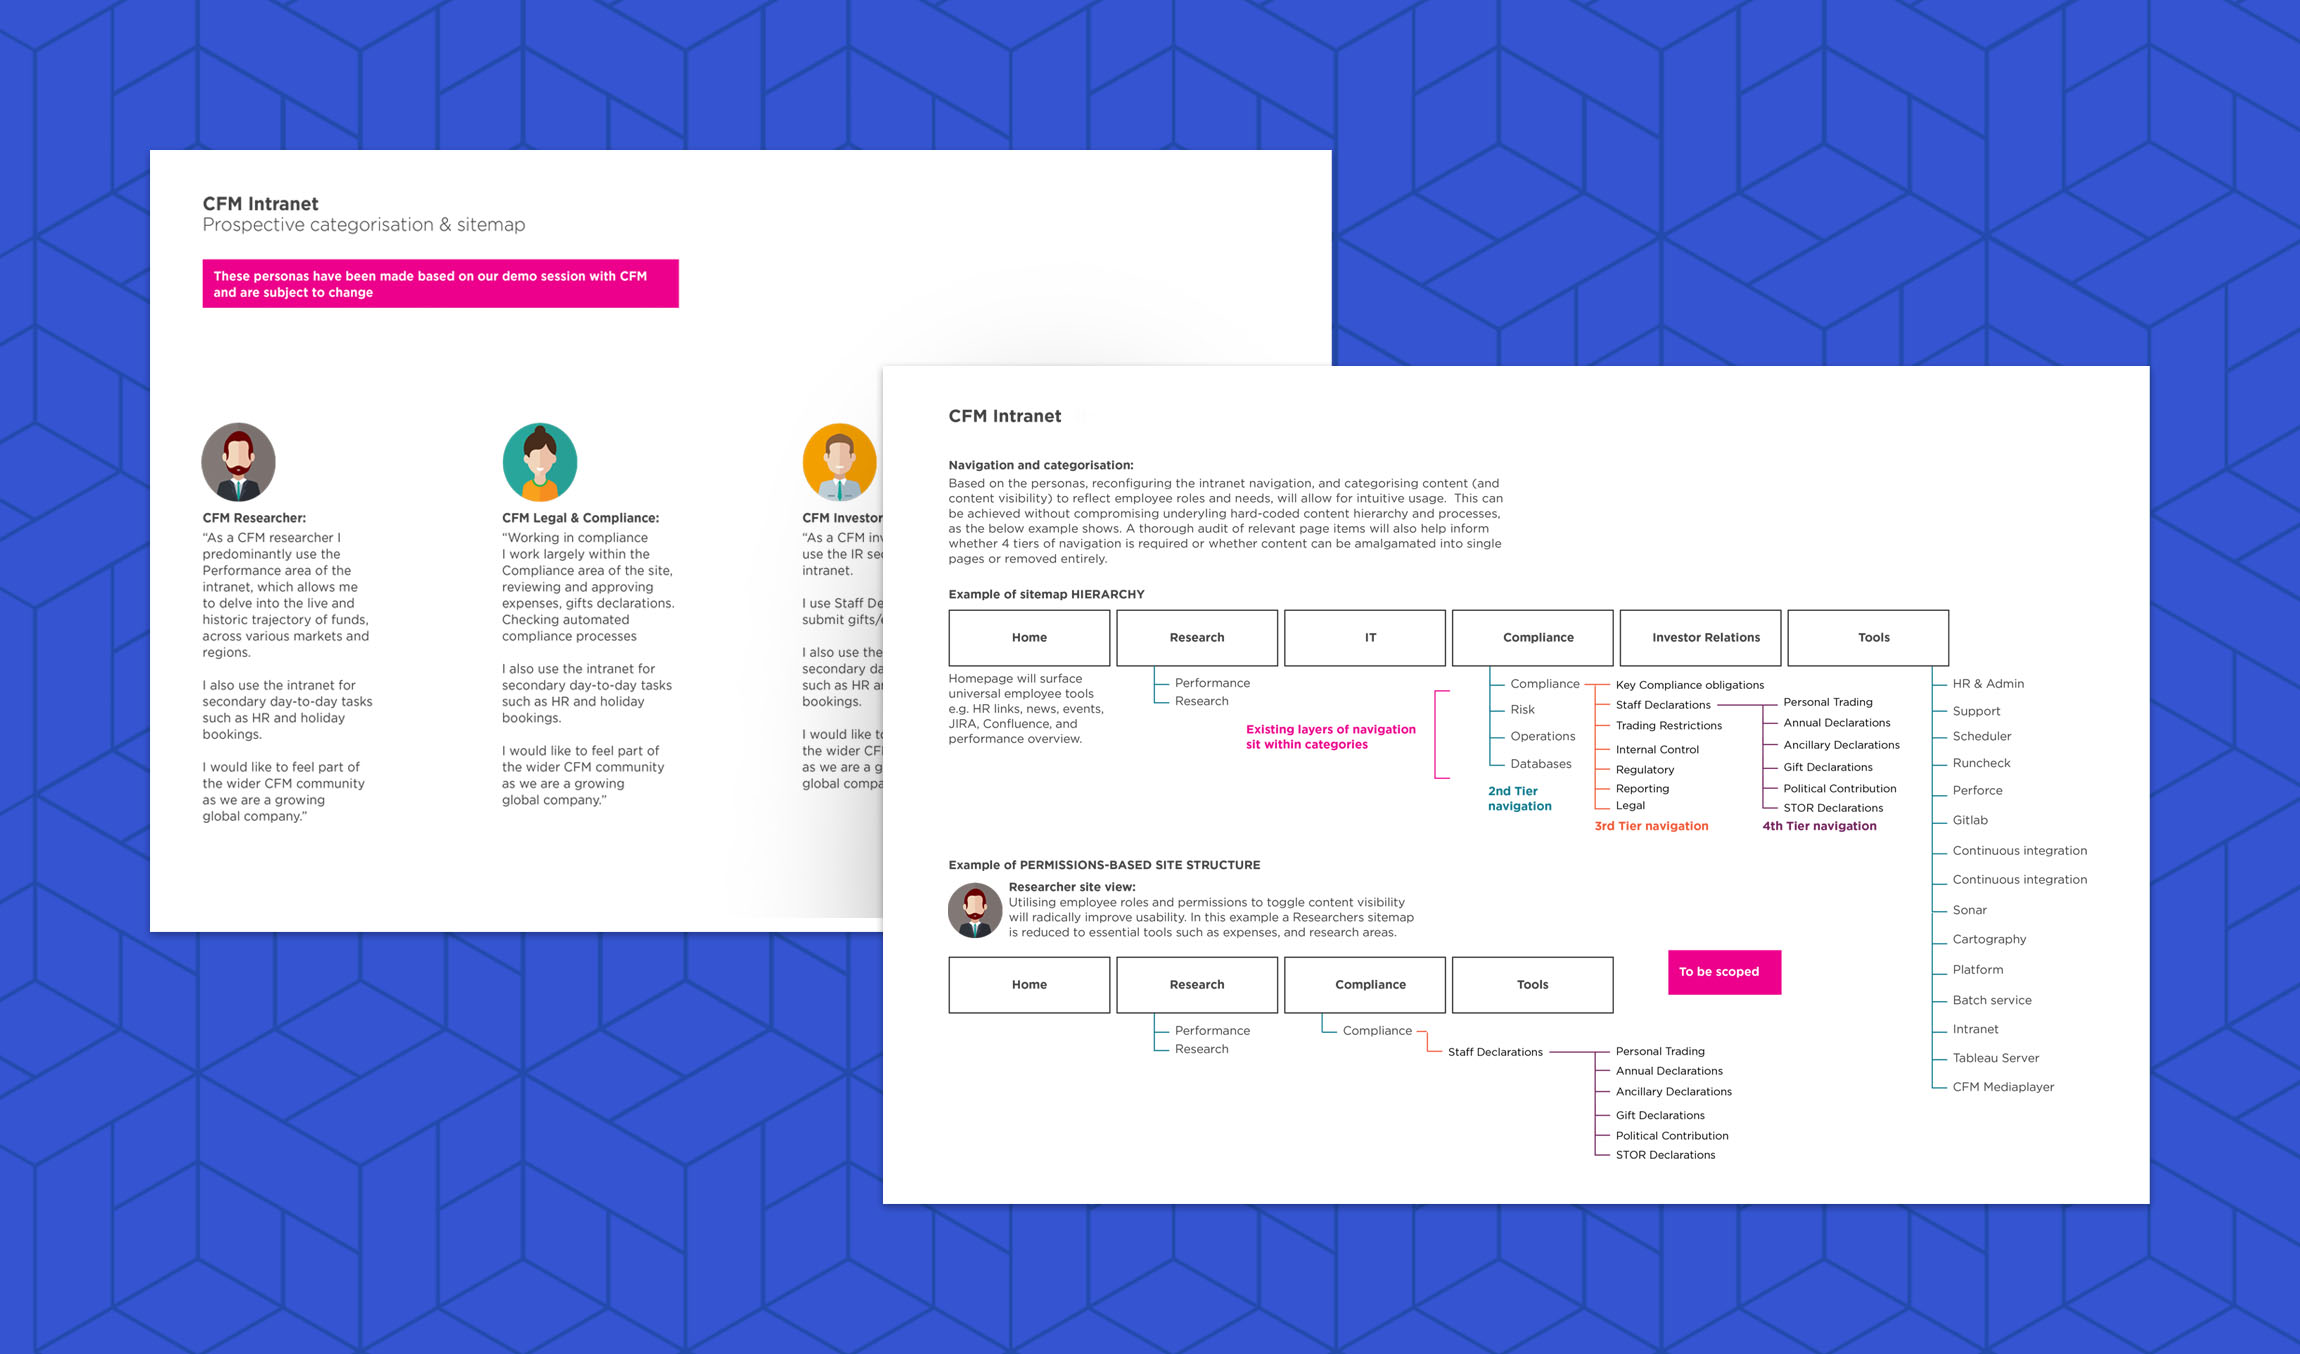 CFM Intranet
Prospective categorisation & sitemap
These personas have been made based on our demo session with CFM
and are subject to change
CFM Researcher:
“As a CFM researcher I
predominantly use the
Performance area of the
intranet, which allows me
to delve into the live and
historic trajectory of funds,
across various markets and
regions.
I also use the intranet for
secondary day-to-day tasks
such as HR and holiday
bookings.
I would like to feel part of
the wider CFM community
as we are a growing
global company.”
CFM Legal & Compliance:
“Working in compliance
I work largely within the
Compliance area of the site,
reviewing and approving
expenses, gifts declarations.
Checking automated
compliance processes
I also use the intranet for
secondary day-to-day tasks
such as HR and holiday
bookings.
I would like to feel part of
the wider CFM community
as we are a growing
global company.”
CFM Investor
“As a CFM
use the IR
intranet.
I use Staff
submit
I also use the
secondary
such as HR
bookings.
I would like
the wider
as we are a
global
CFM Intranet
Navigation and categorisation:
Based on the personas, reconfiguring the intranet navigation, and categorising content (and
content visibility) to reflect employee roles and needs, will allow for intuitive usage. This can
be achieved without compromising underyling hard-coded content hierarchy and processes,
as the below example shows. A thorough audit of relevant page items will also help inform
whether 4 tiers of navigation is required or whether content can be amalgamated into single
pages or removed entirely.
Example of sitemap HIERARCHY
Home
Research
IT
Compliance
Investor Relations
Tools
Homepage will surface
universal employee tools
e.g. HR links, news, events,
JIRA, Confluence, and
performance overview.
Performance
Research
Existing layers of navigation
sit within categories
Compliance
Risk
Operations
Databases
2nd Tier
navigation
Key Compliance obligations
Staff Declarations
Trading Restrictions
Internal Control
Regulatory
Reporting
Legal
3rd Tier navigation
Personal Trading
Annual Declarations
Ancillary Declarations
Gift Declarations
Political Contribution
STOR Declarations
4th Tier navigation
HR & Admin
Support
Scheduler
Runcheck
Perforce
Gitlab
Continuous integration
Continuous integration
Sonar
Cartography
Platform
Batch service
Intranet
Tableau Server
CFM Mediaplayer
Example of PERMISSIONS-BASED SITE STRUCTURE
Researcher site view:
Utilising employee roles and permissions to toggle content visibility
will radically improve usability. In this example a Researchers sitemap
is reduced to essential tools such as expenses, and research areas.
Home
Research
Compliance
Tools
To be scoped
Performance
Research
Compliance
Staff Declarations
Personal Trading
Annual Declarations
Ancillary Declarations
Gift Declarations
Political Contribution
STOR Declarations